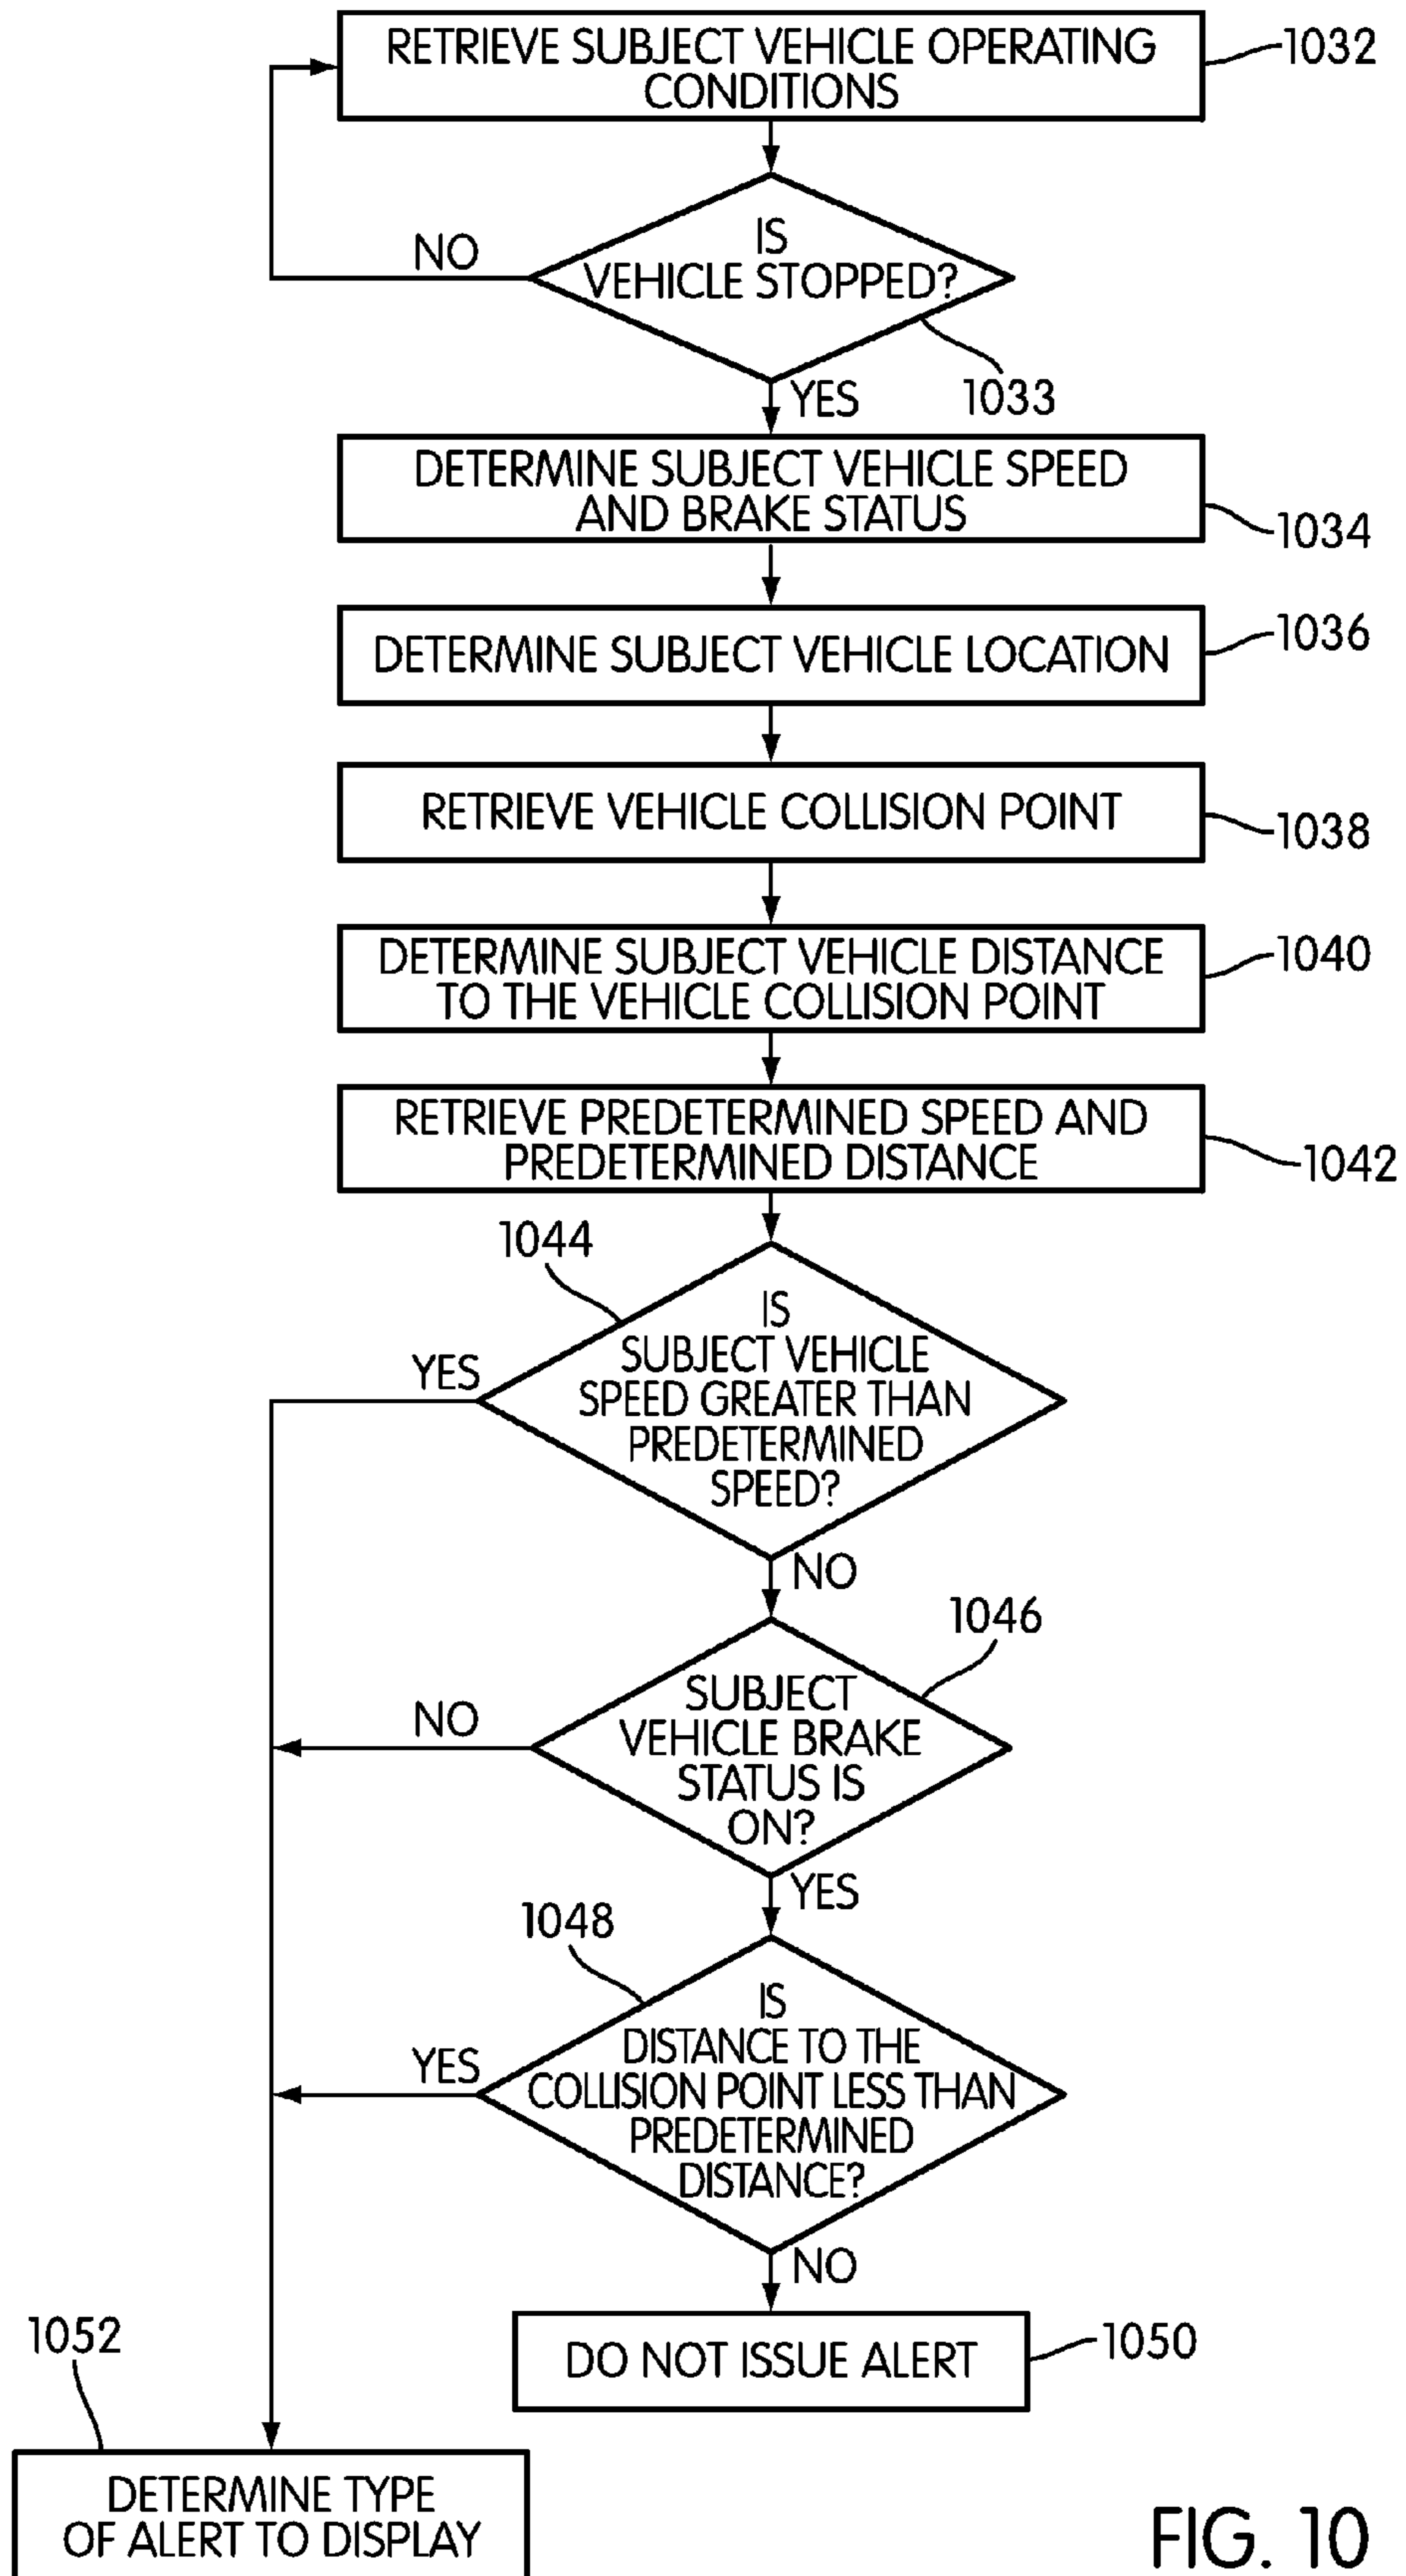 RETRIEVE SUBJECT VEHICLE OPERATING
CONDITIONS
1032
IS
VEHICLE STOPPED?
NO
1033
YES
DETERMINE SUBJECT VEHICLE SPEED
AND BRAKE STATUS
1034
DETERMINE SUBJECT VEHICLE LOCATION
1036
RETRIEVE VEHICLE COLLISION POINT
1038
DETERMINE SUBJECT VEHICLE DISTANCE
TO THE VEHICLE COLLISION POINT
1040
RETRIEVE PREDETERMINED SPEED AND
PREDETERMINED DISTANCE
1042
1044
IS
SUBJECT VEHICLE
SPEED GREATER THAN
PREDETERMINED
SPEED?
YES
NO
1046
SUBJECT
VEHICLE BRAKE
STATUS IS
ON?
NO
YES
1048
IS
DISTANCE TO THE
COLLISION POINT LESS THAN
PREDETERMINED
DISTANCE?
YES
NO
DO NOT ISSUE ALERT
1050
1052
DETERMINE TYPE
OF ALERT TO DISPLAY
FIG. 10